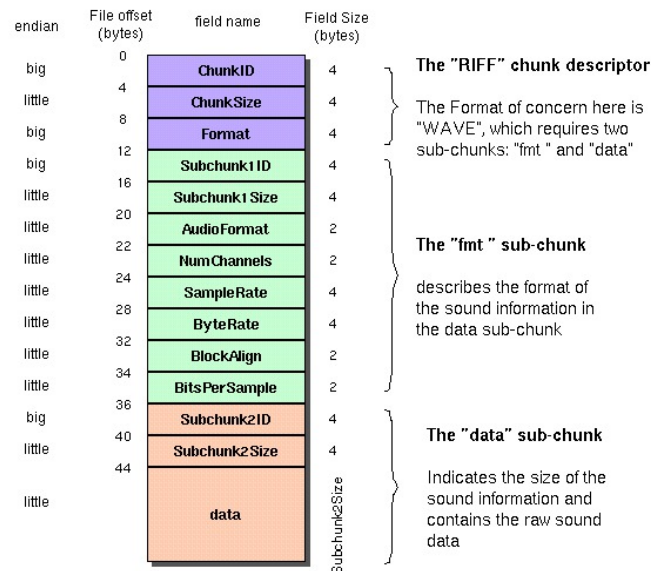 endian
File offset
(bytes)
field name
Field Size
(bytes)
0
big
ChunkID
4
4
little
ChunkSize
4
8
big
Format
4
12
The "RIFF" chunk descriptor
The Format of concern here is
"WAVE", which requires two
sub-chunks: "fmt " and "data"
big
Subchunk1ID
4
16
little
Subchunk1Size
4
20
little
AudioFormat
2
22
little
NumChannels
2
24
little
SampleRate
4
28
little
ByteRate
4
32
little
BlockAlign
2
34
little
BitsPerSample
2
36
The "fmt " sub-chunk
describes the format of
the sound information in
the data sub-chunk
big
Subchunk2ID
4
40
little
Subchunk2Size
4
44
little
data
Subchunk2Size
The "data" sub-chunk
Indicates the size of the
sound information and
contains the raw sound
data